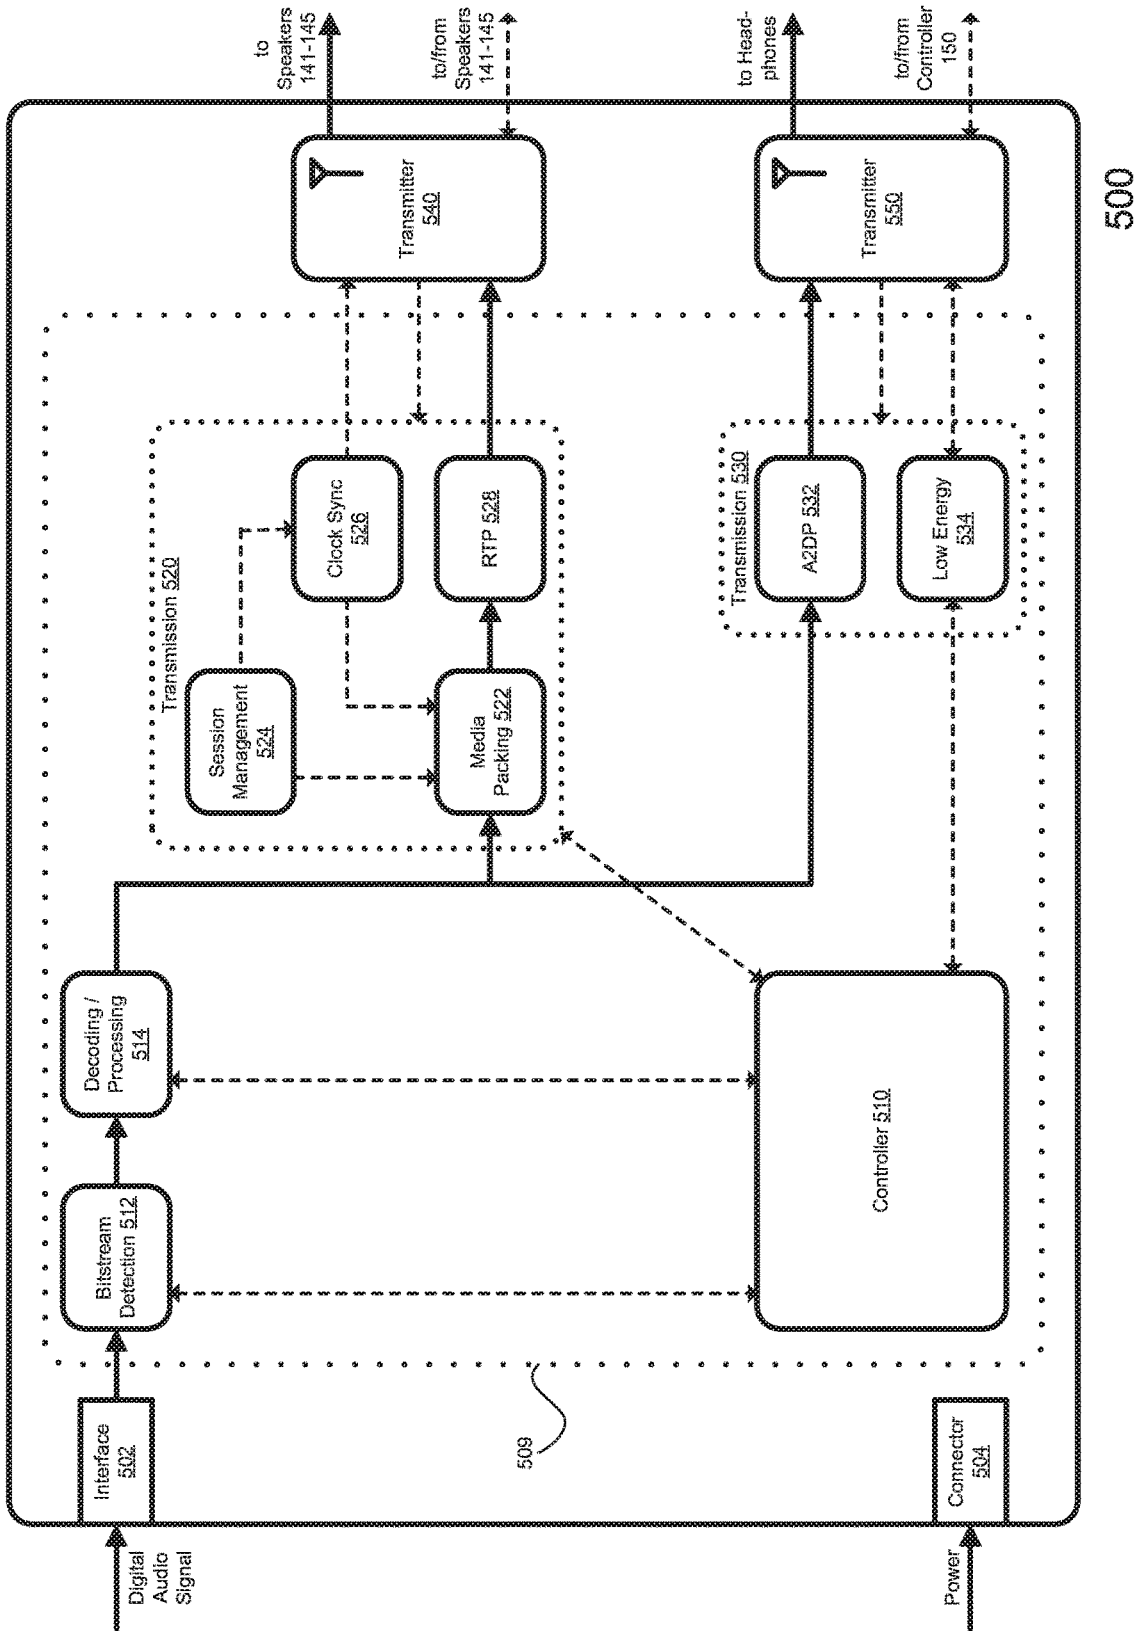 Digital
Audio
Signal
Interface
502
Bitstream
Detection 512
Decoding /
Processing
514
Transmission 520
Session
Management
524
Clock Sync
526
Media
Packing 522
RTP 528
Transmitter
540
to
Speakers
141-145
to/from
Speakers
141-145
509
Power
Connector
504
Controller 510
Transmission 530
A2DP 532
Low Energy
534
Transmitter
550
to Head-
phones
to/from
Controller
150
500